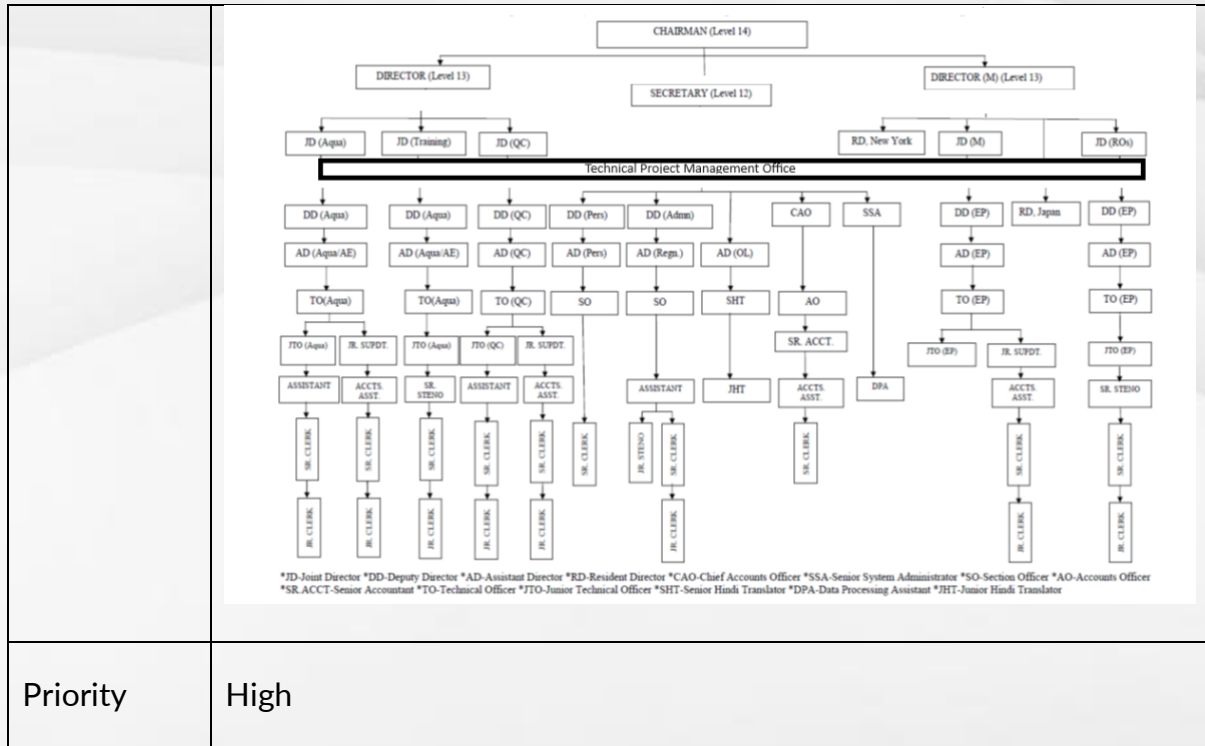 CHAIRMAN (Level 14)
DIRECTOR (Level 13)
DIRECTOR (M) (Level 13)
SECRETARY (Level 12)
JD (Aqua) JD (Training) JD (QC) RD, New York JD (M) JD (ROs)
Technical Project Management Office
DD (Aqua) DD (Aqua) DD (QC) DD (Pers) DD (Admn) CAO SSA DD (EP) RD, Japan DD (EP)
AD (Aqua/AE) AD (Aqua/AE) AD (QC) AD (Pers) AD (Regn.) AD (OL) AD (EP) AD (EP)
TO(Aqua) TO(Aqua) TO (QC) SO SO SHT AO TO (EP) TO (EP)
SR. ACCT.
JTO (Aqua) JR. SUPDT. JTO (Aqua) JTO (QC) JR. SUPDT. JTO (EP) JR. SUPDT. JTO (EP)
ASSISTANT ACCTS. ASST. SR. STENO ASSISTANT ACCTS. ASST. ASSISTANT JHT ACCTS. ASST. DPA ACCTS. ASST. SR. STENO
SR. CLERK SR. CLERK SR. CLERK SR. CLERK SR. CLERK SR. CLERK JR. STENO SR. CLERK SR. CLERK SR. CLERK SR. CLERK
JR. CLERK JR. CLERK JR. CLERK JR. CLERK JR. CLERK JR. CLERK JR. CLERK JR. CLERK
*JD-Joint Director *DD-Deputy Director *AD-Assistant Director *RD-Resident Director *CAO-Chief Accounts Officer *SSA-Senior System Administrator *SO-Section Officer *AO-Accounts Officer
*SR.ACCT-Senior Accountant *TO-Technical Officer *JTO-Junior Technical Officer *SHT-Senior Hindi Translator *DPA-Data Processing Assistant *JHT-Junior Hindi Translator
Priority High